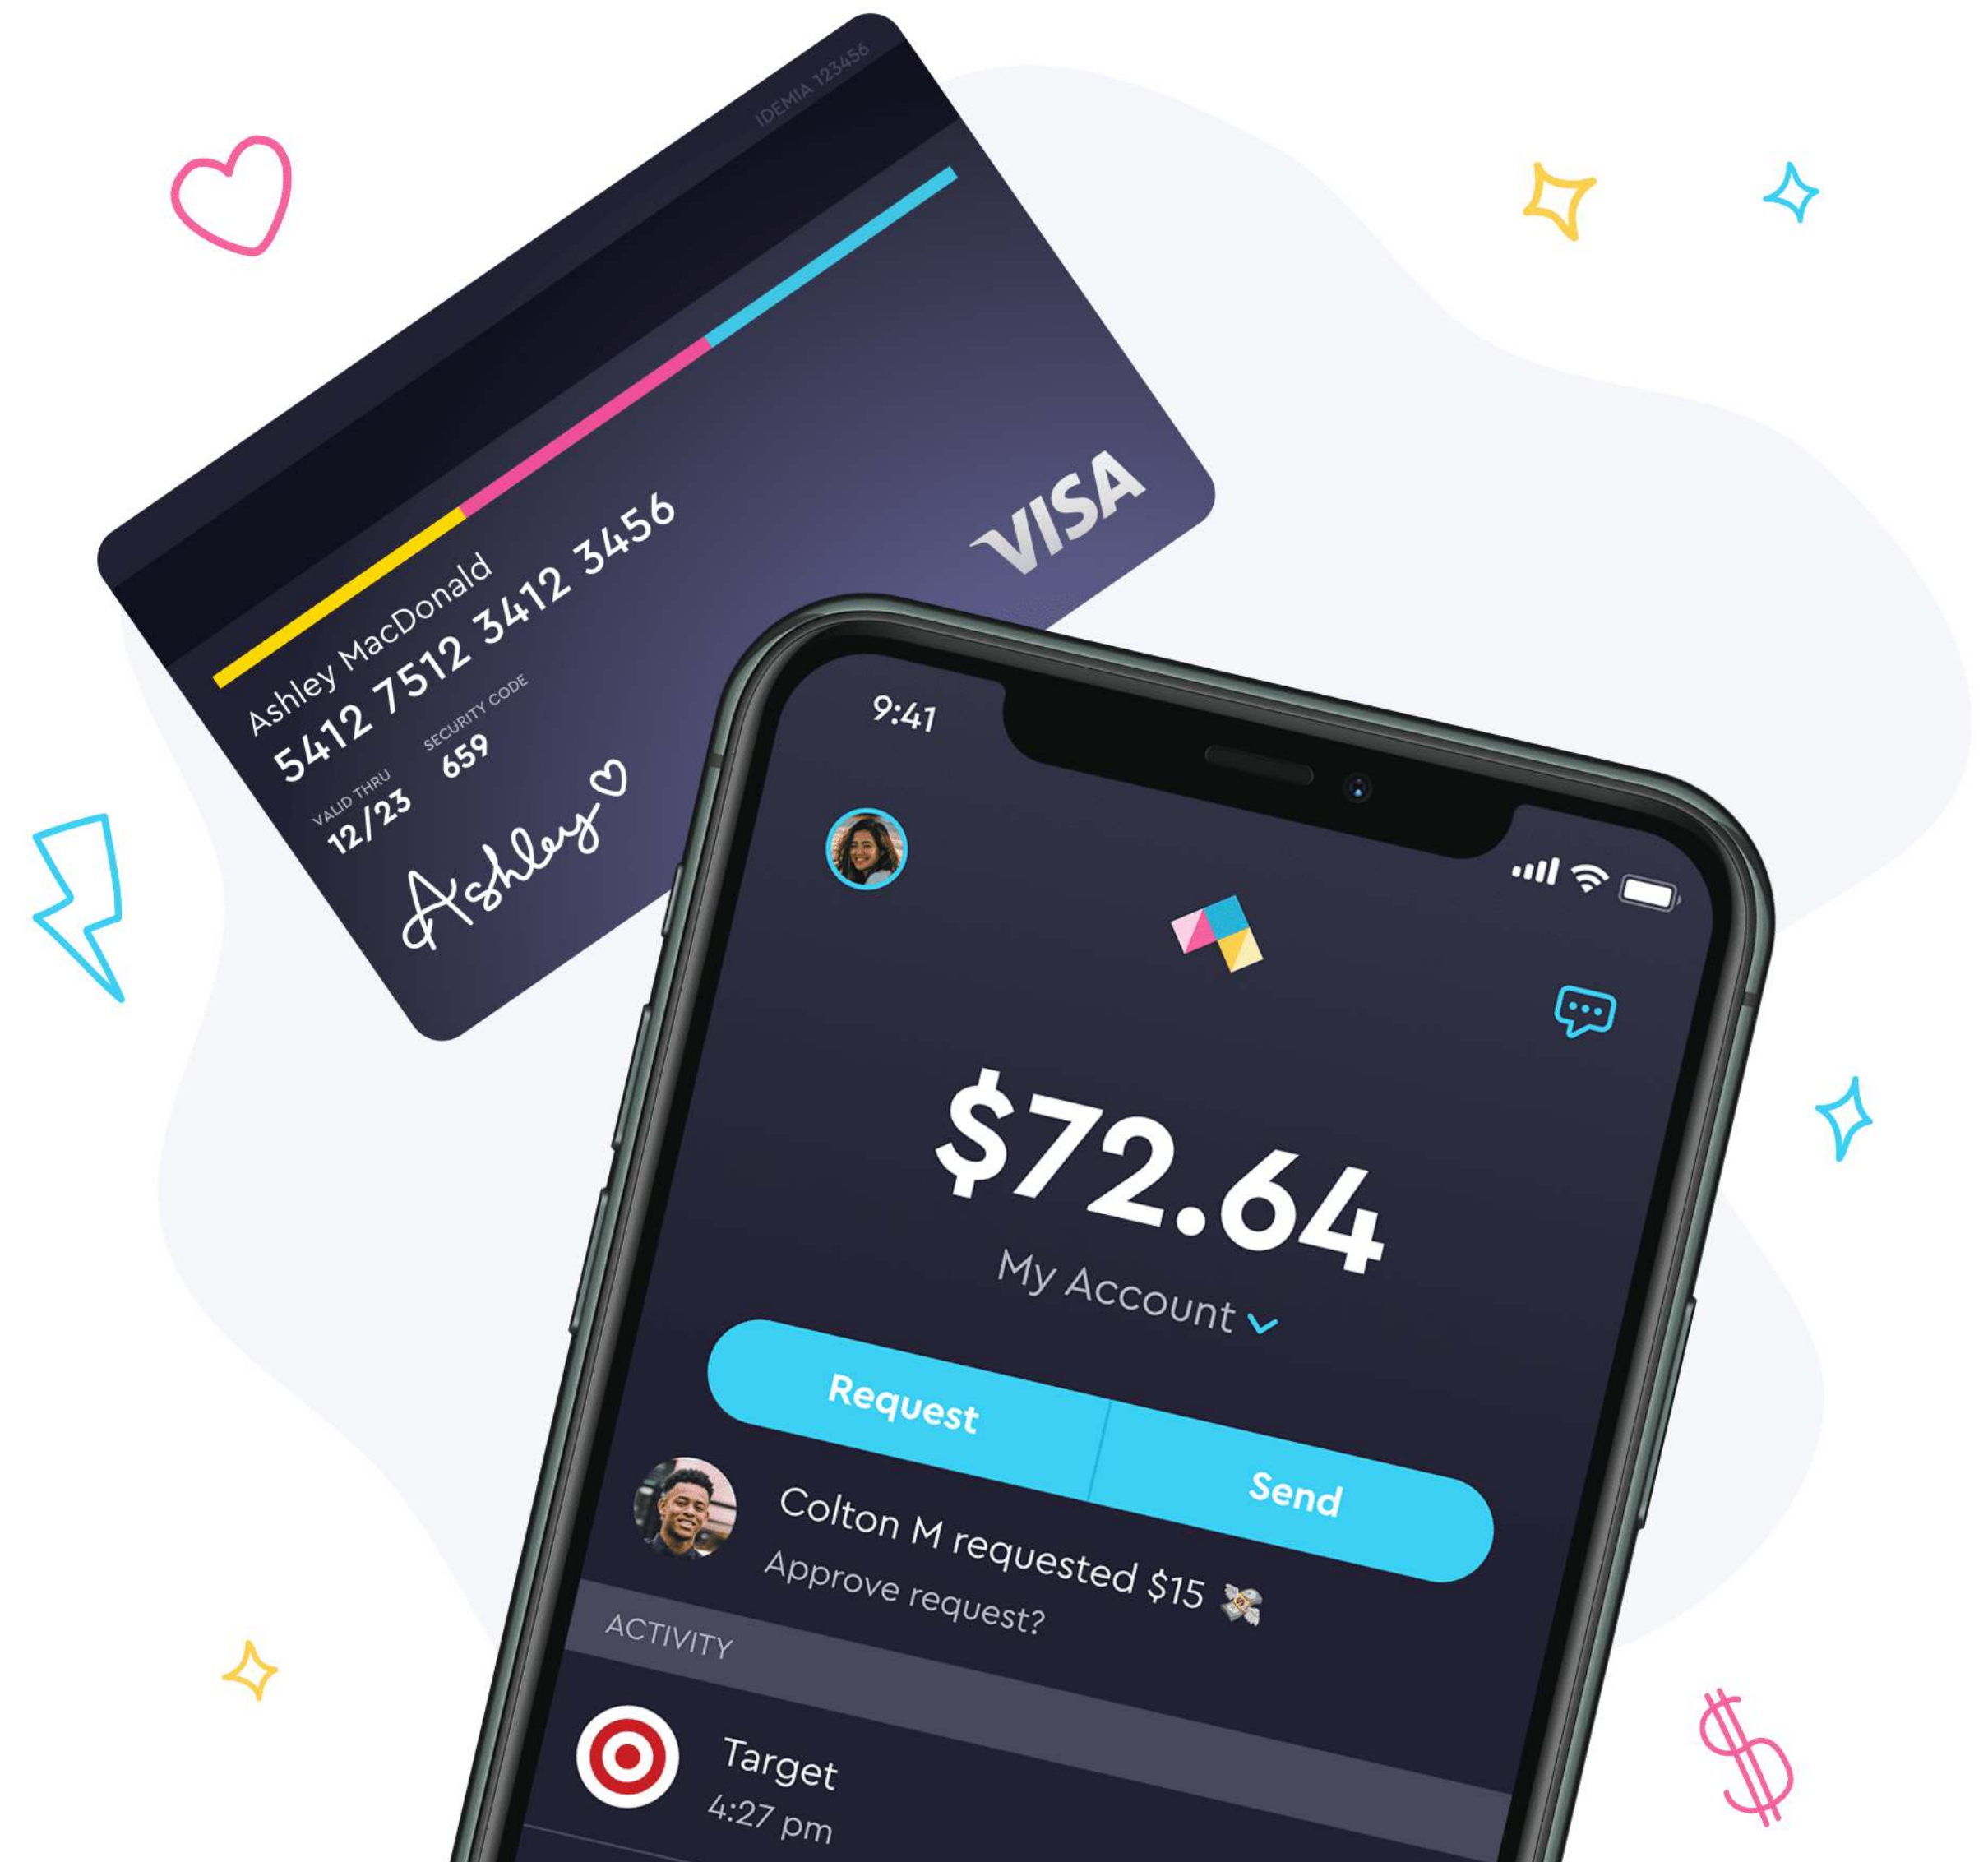 IDEMIA 123456
Ashley MacDonald
5412 7512 3412 3456
VALID THRU
12/23
SECURITY CODE
659
Ashley
VISA
9:41
$72.64
My Account
Request
Send
Colton M requested $15 💸
Approve request?
ACTIVITY
Target
4:27 pm